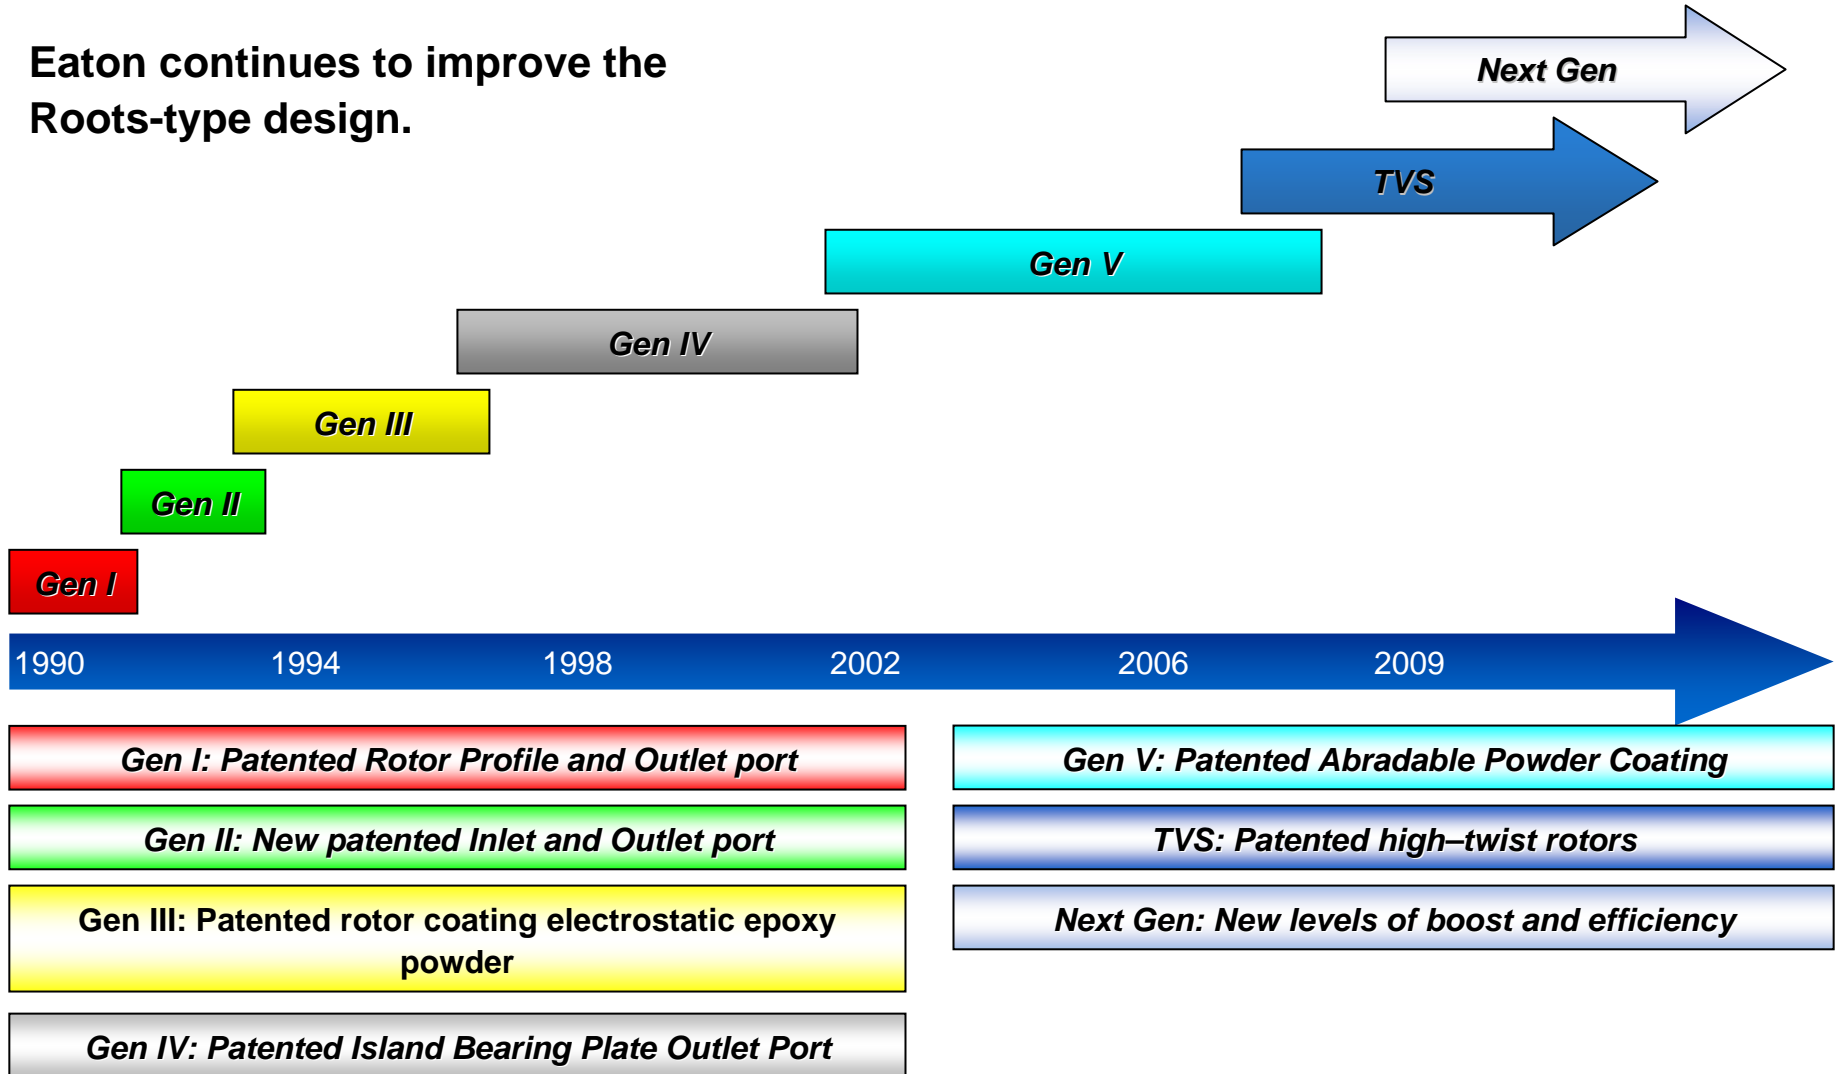 Eaton continues to improve the
Roots-type design.
Next Gen
TVS
Gen V
Gen IV
Gen III
Gen II
Gen I
1990 1994 1998 2002 2006 2009
Gen I: Patented Rotor Profile and Outlet port
Gen II: New patented Inlet and Outlet port
Gen III: Patented rotor coating electrostatic epoxy
powder
Gen IV: Patented Island Bearing Plate Outlet Port
Gen V: Patented Abradable Powder Coating
TVS: Patented high–twist rotors
Next Gen: New levels of boost and efficiency